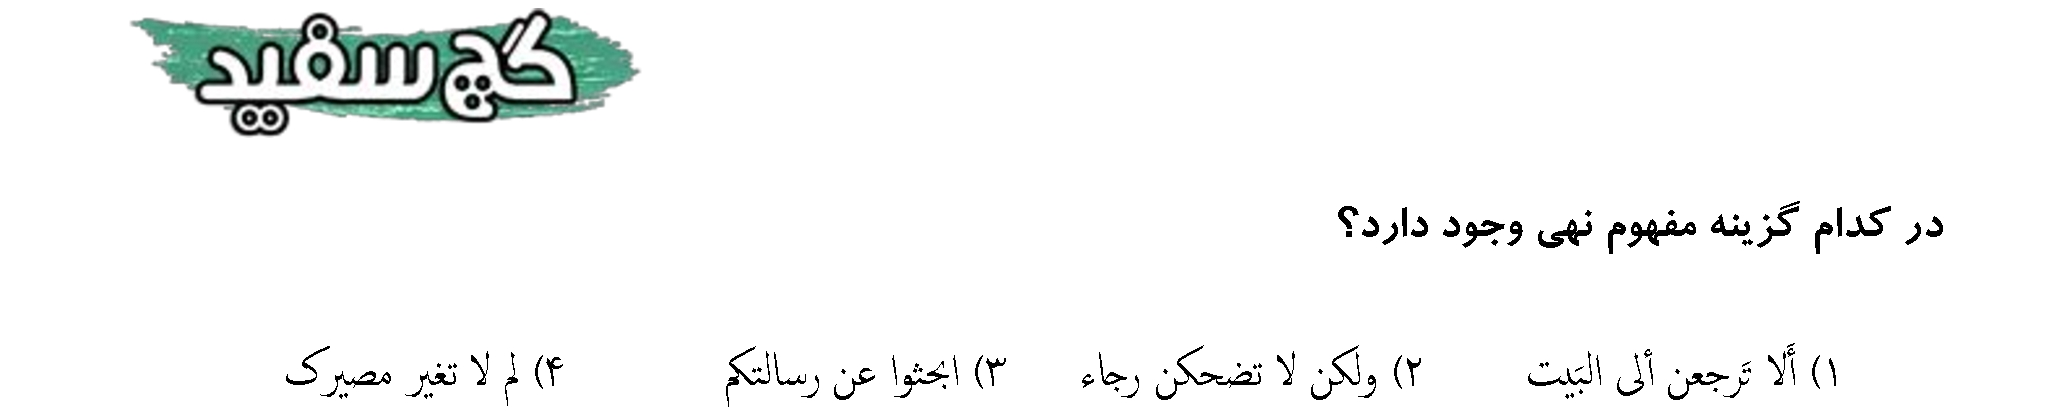 گچ سفید
در کدام گزینه مفهوم نهی وجود دارد؟
۱) أَلا تَرجعن ألی البَیت ۲) ولکن لا تضحکن رجاء ۳) ابحثوا عن رسالتکم ۴) لم لا تغیر مصیرک